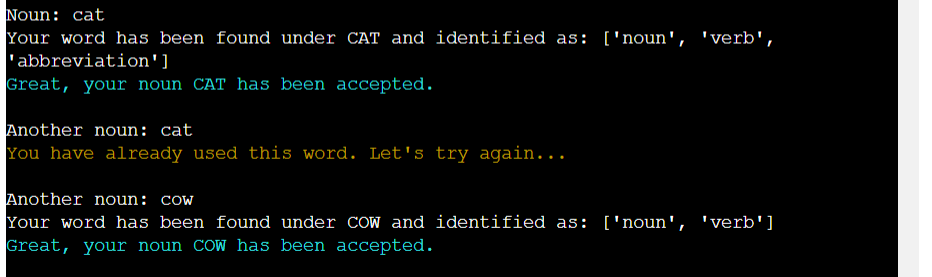 Noun: cat
Your word has been found under CAT and identified as: ['noun', 'verb',
'abbreviation']
Great, your noun CAT has been accepted.
Another noun: cat
You have already used this word. Let's try again...
Another noun: cow
Your word has been found under COW and identified as: ['noun', 'verb']
Great, your noun COW has been accepted.